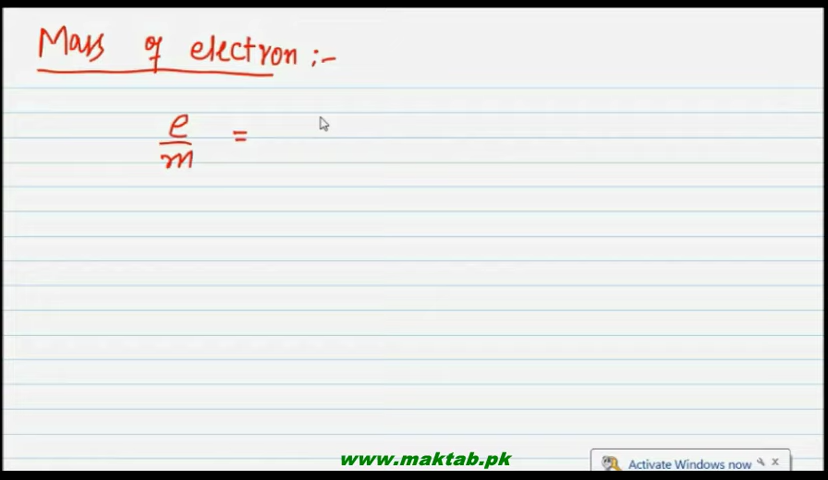 Mass of electron :-
e
m =
www.maktab.pk
Activate Windows now